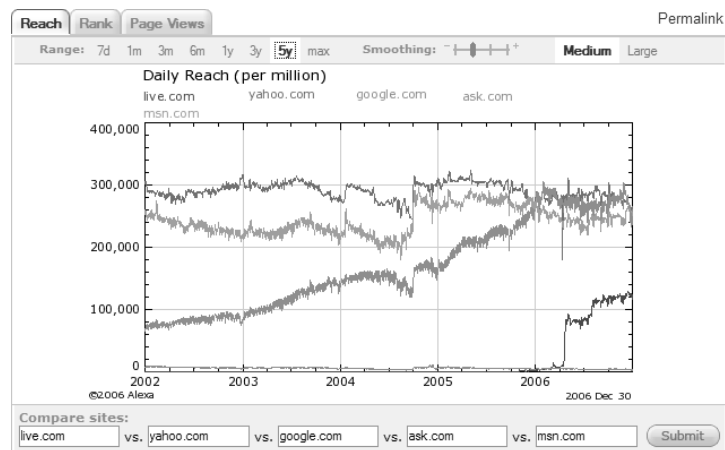 Reach Rank Page Views Permalink
Range: 7d 1m 3m 6m 1y 3y 5y max Smoothing: - + Medium Large
Daily Reach (per million)
live.com yahoo.com google.com ask.com
msn.com
400,000
300,000
200,000
100,000
0
2002 2003 2004 2005 2006
©2006 Alexa 2006 Dec 30
Compare sites:
live.com vs. yahoo.com vs. google.com vs. ask.com vs. msn.com Submit